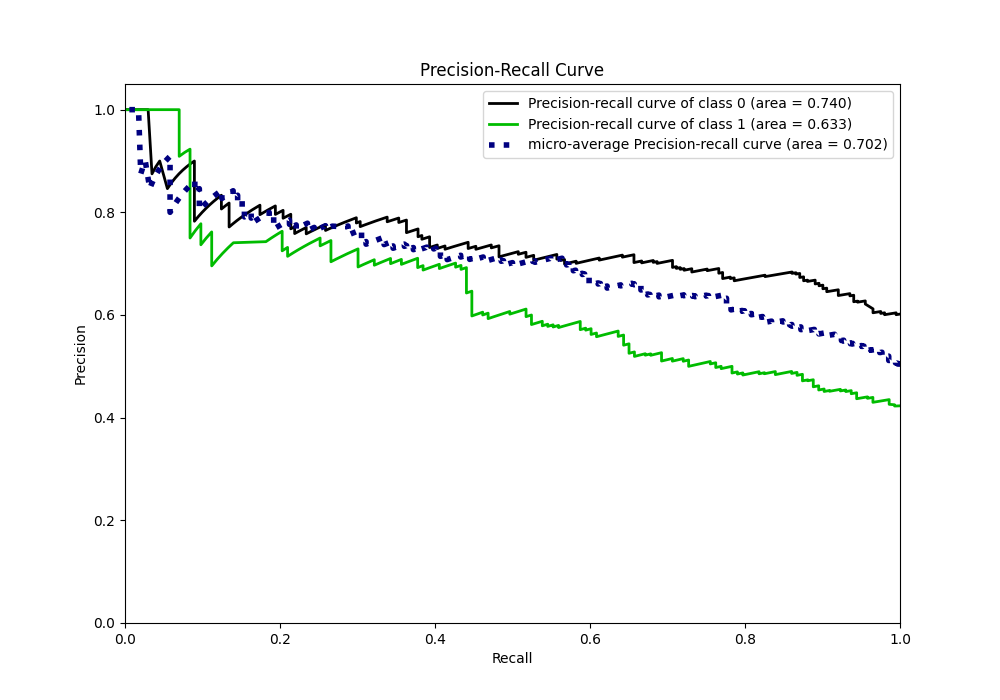 Precision-Recall Curve
Precision-recall curve of class 0 (area = 0.740)
Precision-recall curve of class 1 (area = 0.633)
micro-average Precision-recall curve (area = 0.702)
Precision
1.0
0.8
0.6
0.4
0.2
0.0
0.0 0.2 0.4 0.6 0.8 1.0
Recall